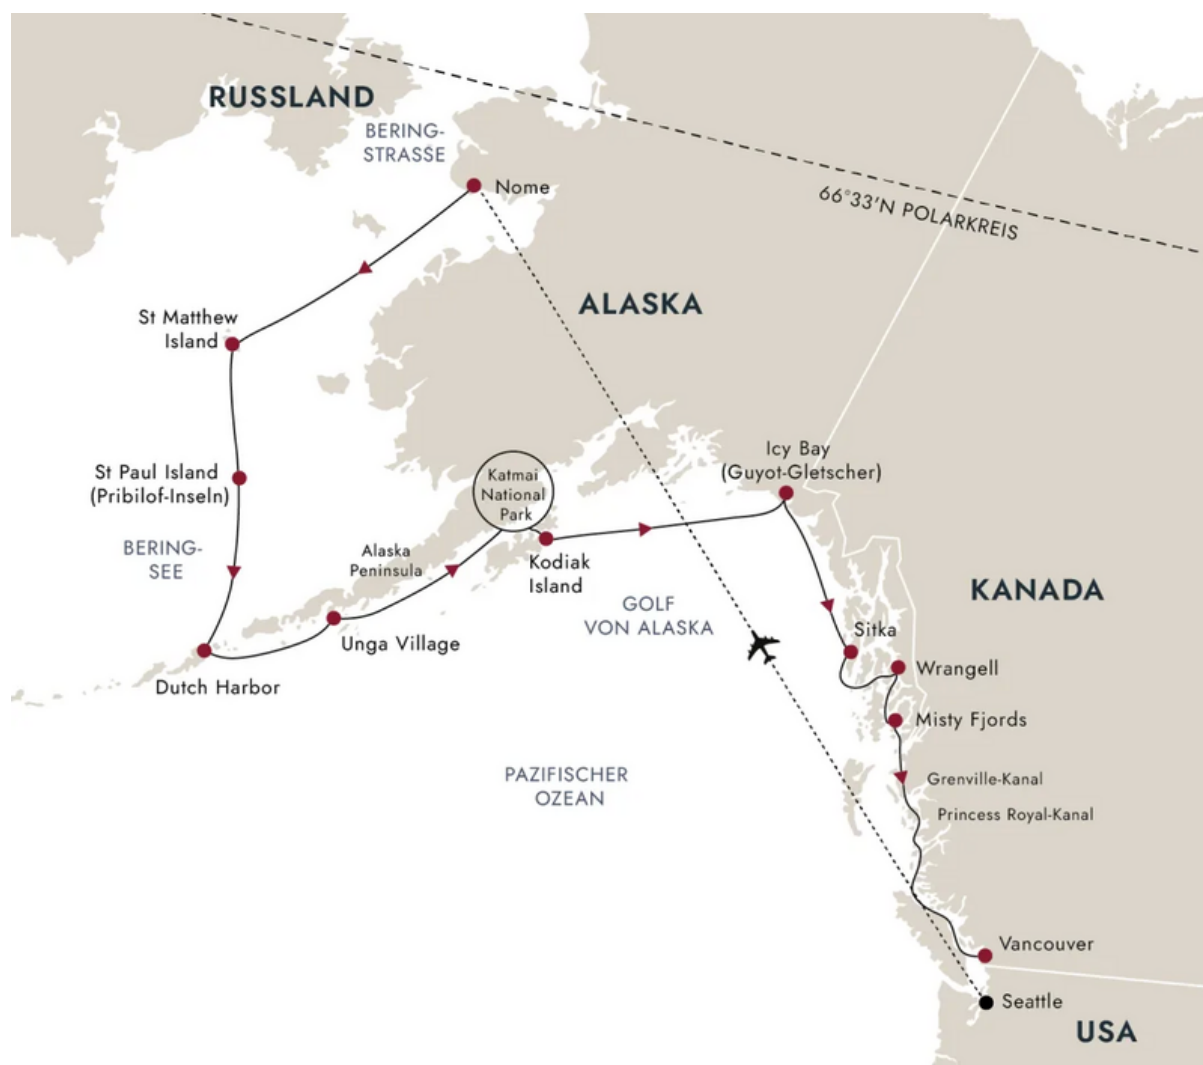 RUSSLAND
BERING-
STRASSE
Nome
66°33'N POLARKREIS
ALASKA
St Matthew
Island
Icy Bay
(Guyot-Gletscher)
St Paul Island
(Pribilof-Inseln)
Katmai
National
Park
BERING-
SEE
Alaska
Peninsula
Kodiak
Island
KANADA
GOLF
VON ALASKA
Sitka
Unga Village
Wrangell
Dutch Harbor
Misty Fjords
PAZIFISCHER
OZEAN
Grenville-Kanal
Princess Royal-Kanal
Vancouver
Seattle
USA